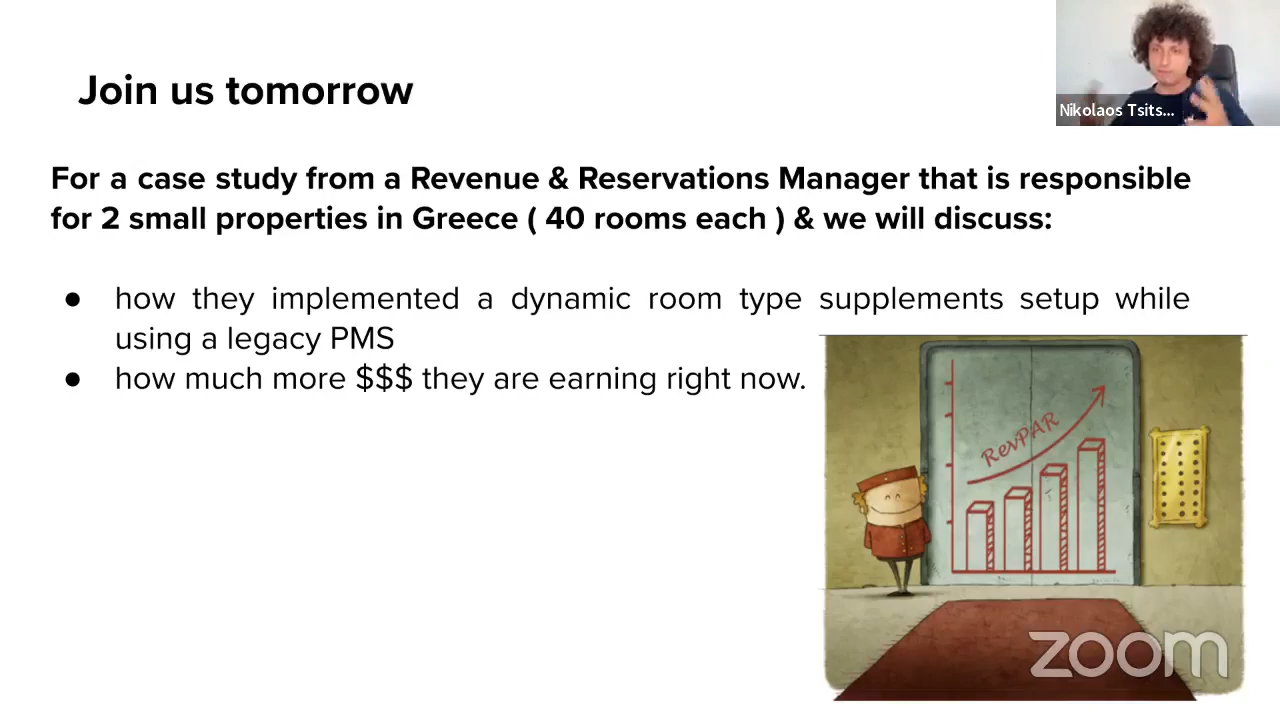 Join us tomorrow
Nikolaos Tsits...
For a case study from a Revenue & Reservations Manager that is responsible
for 2 small properties in Greece ( 40 rooms each ) & we will discuss:
● how they implemented a dynamic room type supplements setup while
using a legacy PMS
● how much more $$$ they are earning right now.
RevPAR
zoom